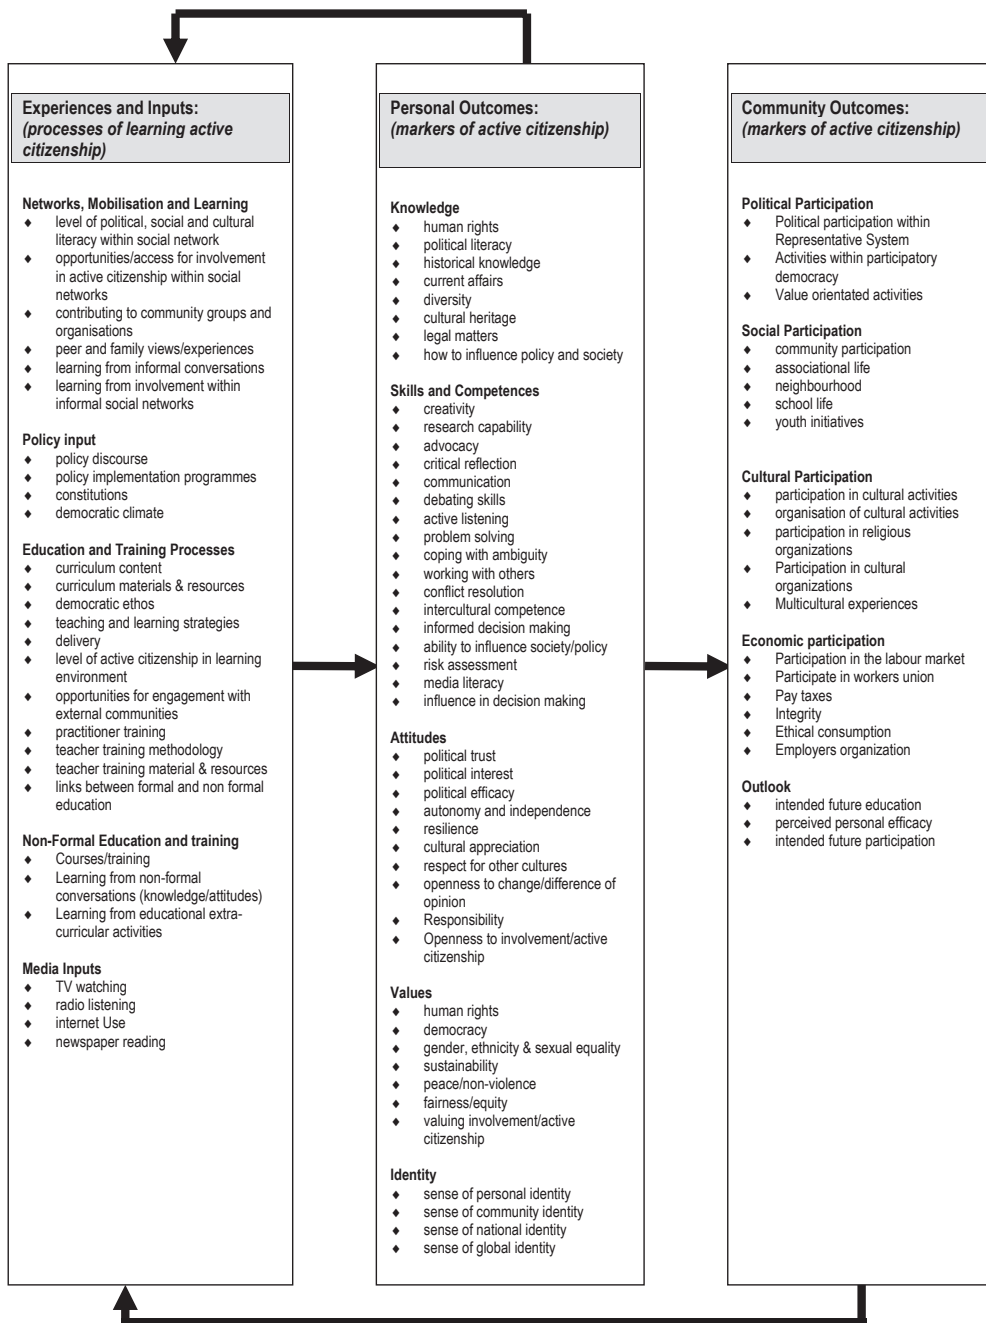 Experiences and Inputs:
(processes of learning active
citizenship)
Networks, Mobilisation and Learning
♦ level of political, social and cultural
literacy within social network
♦ opportunities/access for involvement
in active citizenship within social
networks
♦ contributing to community groups and
organisations
♦ peer and family views/experiences
♦ learning from informal conversations
♦ learning from involvement within
informal social networks
Policy input
♦ policy discourse
♦ policy implementation programmes
♦ constitutions
♦ democratic climate
Education and Training Processes
♦ curriculum content
♦ curriculum materials & resources
♦ democratic ethos
♦ teaching and learning strategies
♦ delivery
♦ level of active citizenship in learning
environment
♦ opportunities for engagement with
external communities
♦ practitioner training
♦ teacher training methodology
♦ teacher training material & resources
♦ links between formal and non formal
education
Non-Formal Education and training
♦ Courses/training
♦ Learning from non-formal
conversations (knowledge/attitudes)
♦ Learning from educational extra-
curricular activities
Media Inputs
♦ TV watching
♦ radio listening
♦ internet Use
♦ newspaper reading
Personal Outcomes:
(markers of active citizenship)
Knowledge
♦ human rights
♦ political literacy
♦ historical knowledge
♦ current affairs
♦ diversity
♦ cultural heritage
♦ legal matters
♦ how to influence policy and society
Skills and Competences
♦ creativity
♦ research capability
♦ advocacy
♦ critical reflection
♦ communication
♦ debating skills
♦ active listening
♦ problem solving
♦ coping with ambiguity
♦ working with others
♦ conflict resolution
♦ intercultural competence
♦ informed decision making
♦ ability to influence society/policy
♦ risk assessment
♦ media literacy
♦ influence in decision making
Attitudes
♦ political trust
♦ political interest
♦ political efficacy
♦ autonomy and independence
♦ resilience
♦ cultural appreciation
♦ respect for other cultures
♦ openness to change/difference of
opinion
♦ Responsibility
♦ Openness to involvement/active
citizenship
Values
♦ human rights
♦ democracy
♦ gender, ethnicity & sexual equality
♦ sustainability
♦ peace/non-violence
♦ fairness/equity
♦ valuing involvement/active
citizenship
Identity
♦ sense of personal identity
♦ sense of community identity
♦ sense of national identity
♦ sense of global identity
Community Outcomes:
(markers of active citizenship)
Political Participation
♦ Political participation within
Representative System
♦ Activities within participatory
democracy
♦ Value orientated activities
Social Participation
♦ community participation
♦ associational life
♦ neighbourhood
♦ school life
♦ youth initiatives
Cultural Participation
♦ participation in cultural activities
♦ organisation of cultural activities
♦ participation in religious
organizations
♦ Participation in cultural
organizations
♦ Multicultural experiences
Economic participation
♦ Participation in the labour market
♦ Participate in workers union
♦ Pay taxes
♦ Integrity
♦ Ethical consumption
♦ Employers organization
Outlook
♦ intended future education
♦ perceived personal efficacy
♦ intended future participation